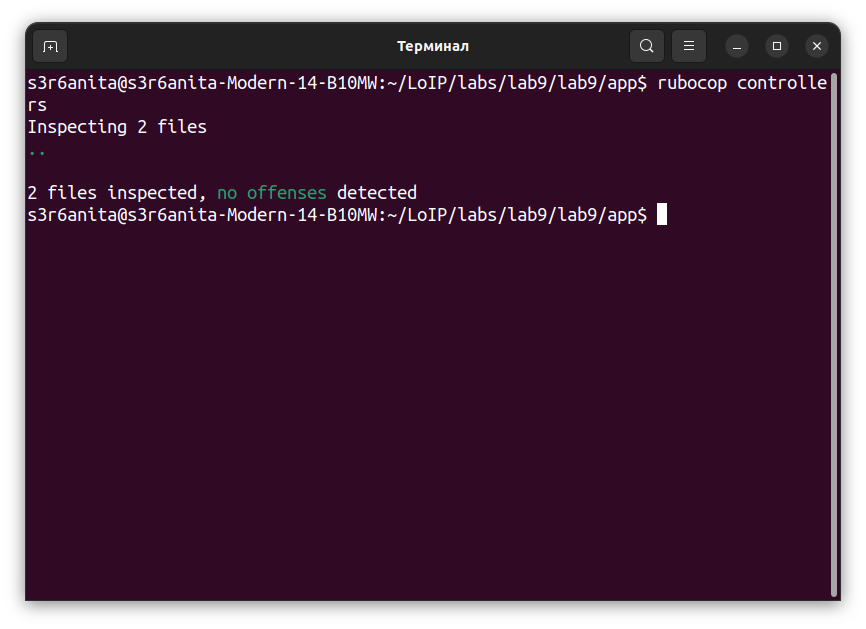 Терминал
s3r6anita@s3r6anita-Modern-14-B10MW:~/LoIP/labs/lab9/lab9/app$ rubocop controlle
rs
Inspecting 2 files
..
2 files inspected, no offenses detected
s3r6anita@s3r6anita-Modern-14-B10MW:~/LoIP/labs/lab9/lab9/app$